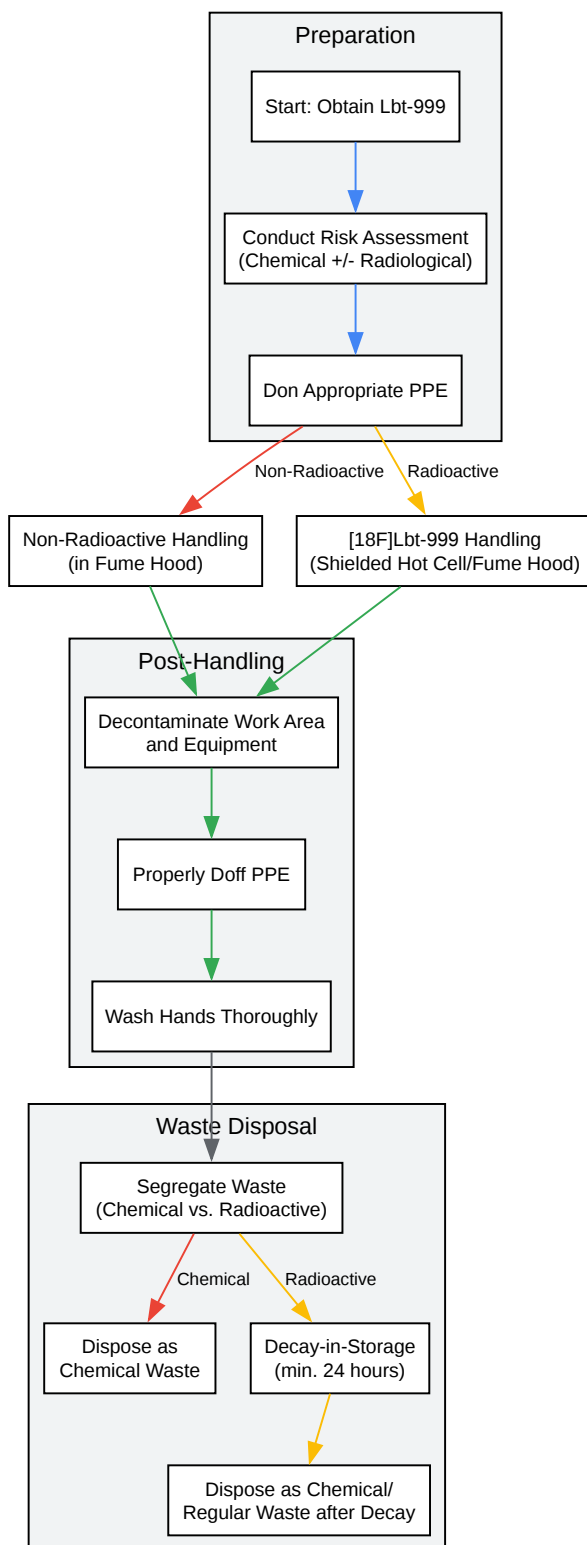 Preparation
Start: Obtain Lbt-999
Conduct Risk Assessment
(Chemical +/- Radiological)
Don Appropriate PPE
Non-Radioactive
Radioactive
Non-Radioactive Handling
(in Fume Hood)
[18F]Lbt-999 Handling
(Shielded Hot Cell/Fume Hood)
Post-Handling
Decontaminate Work Area
and Equipment
Properly Doff PPE
Wash Hands Thoroughly
Waste Disposal
Segregate Waste
(Chemical vs. Radioactive)
Chemical
Radioactive
Dispose as
Chemical Waste
Decay-in-Storage
(min. 24 hours)
Dispose as Chemical/
Regular Waste after Decay